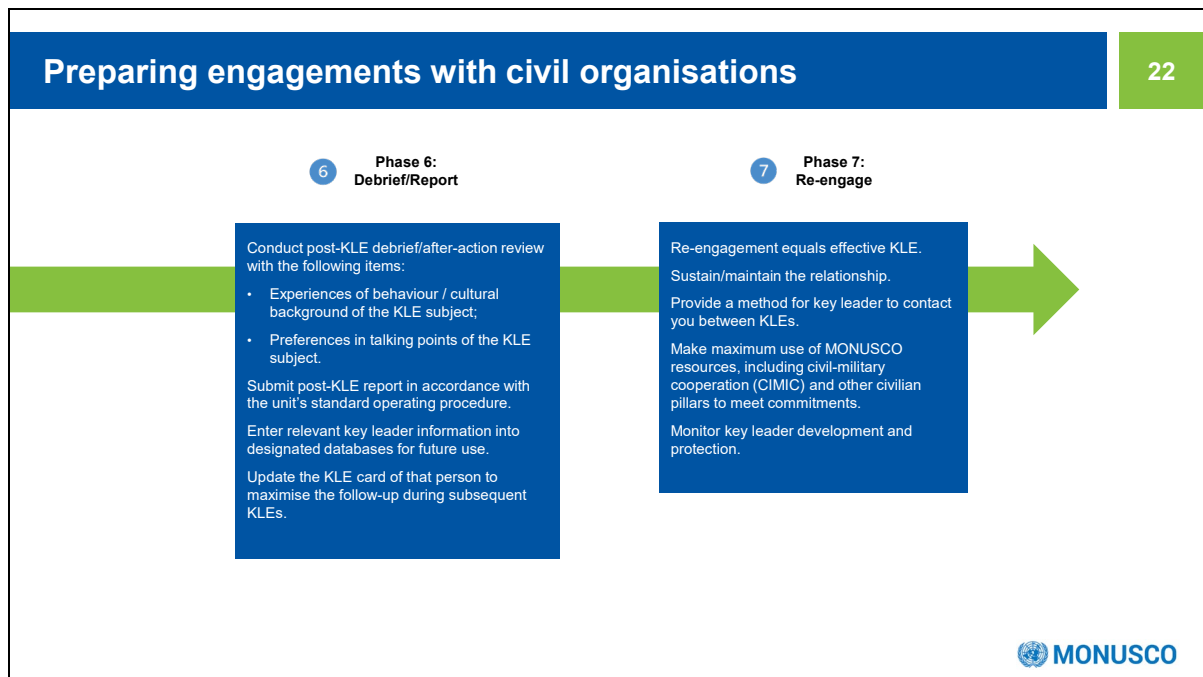 Preparing engagements with civil organisations
22
6
Phase 6:
Debrief/Report
Conduct post-KLE debrief/after-action review
with the following items:
• Experiences of behaviour / cultural
background of the KLE subject;
• Preferences in talking points of the KLE
subject.
Submit post-KLE report in accordance with
the unit's standard operating procedure.
Enter relevant key leader information into
designated databases for future use.
Update the KLE card of that person to
maximise the follow-up during subsequent
KLEs.
7
Phase 7:
Re-engage
Re-engagement equals effective KLE.
Sustain/maintain the relationship.
Provide a method for key leader to contact
you between KLEs.
Make maximum use of MONUSCO
resources, including civil-military
cooperation (CIMIC) and other civilian
pillars to meet commitments.
Monitor key leader development and
protection.
MONUSCO